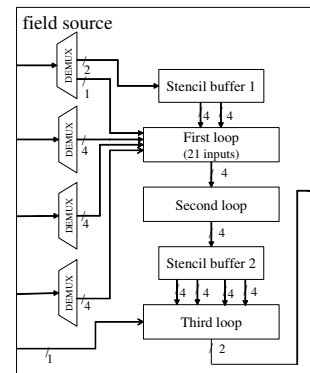 field source
DEMUX
2
1
Stencil buffer 1
4
4
DEMUX
4
First loop
(21 inputs)
4
DEMUX
4
Second loop
4
Stencil buffer 2
DEMUX
4
4
4
4
4
Third loop
1
2